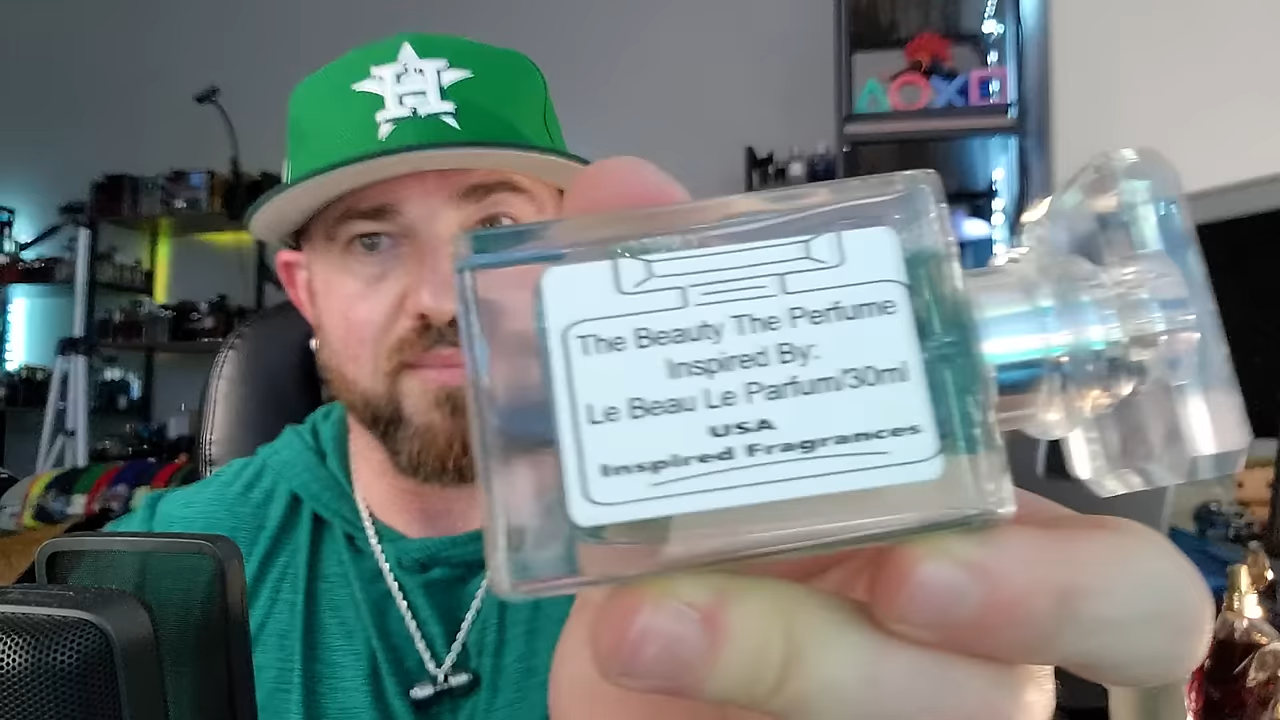 H
The Beauty The Perfume
Inspired By:
Le Beau Le Parfum/30ml
USA
Inspired Fragrances